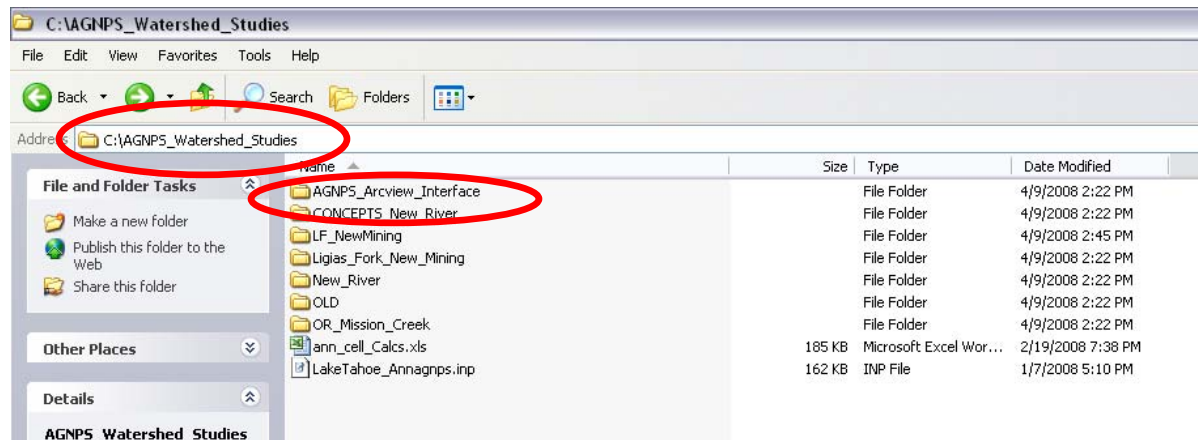 C:\AGNPS_Watershed_Studies
File Edit View Favorites Tools Help
Back Search Folders
Address C:\AGNPS_Watershed_Studies
Name Size Type Date Modified
File and Folder Tasks
Make a new folder
Publish this folder to the
Web
Share this folder
Other Places
Details
AGNPS_Watershed_Studies
AGNPS_Arcview_Interface File Folder 4/9/2008 2:22 PM
CONCEPTS_New_River File Folder 4/9/2008 2:22 PM
LF_NewMining File Folder 4/9/2008 2:45 PM
Ligias_Fork_New_Mining File Folder 4/9/2008 2:22 PM
New_River File Folder 4/9/2008 2:22 PM
OLD File Folder 4/9/2008 2:22 PM
OR_Mission_Creek File Folder 4/9/2008 2:22 PM
ann_cell_Calcs.xls 185 KB Microsoft Excel Wor... 2/19/2008 7:38 PM
LakeTahoe_Annagnps.inp 162 KB INP File 1/7/2008 5:10 PM